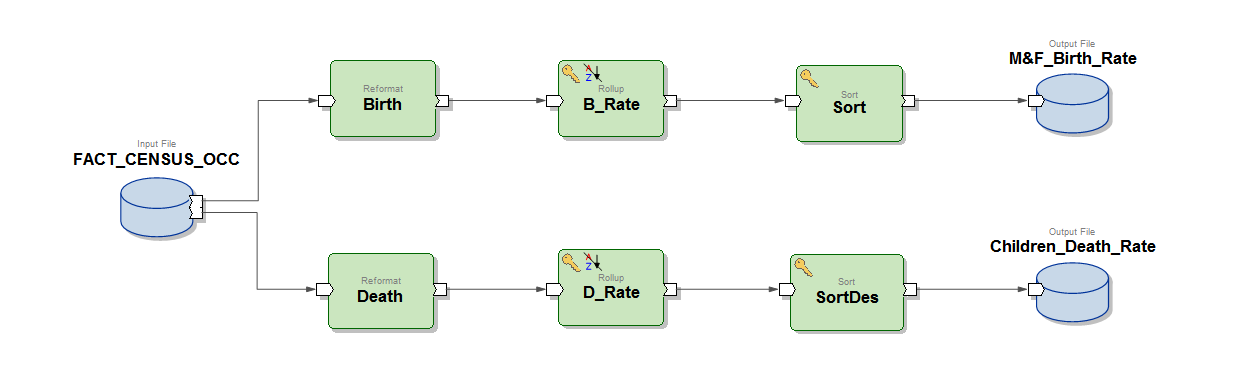 Input File
FACT_CENSUS_OCC
Reformat
Birth
A
Z
Rollup
B_Rate
Sort
Sort
Output File
M&F_Birth_Rate
Reformat
Death
A
Z
Rollup
D_Rate
Sort
SortDes
Output File
Children_Death_Rate